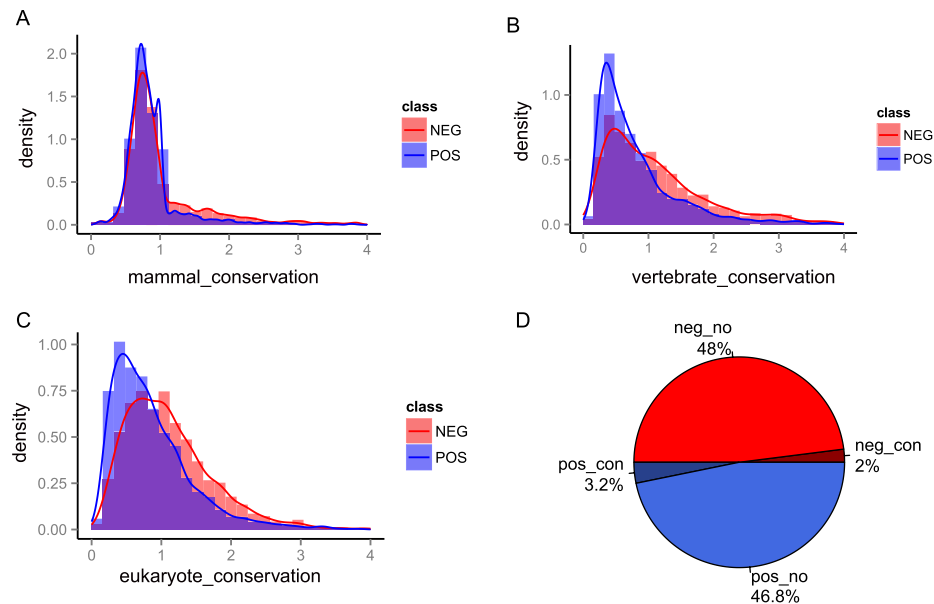 A
density
2.0
1.5
1.0
0.5
0.0
0 1 2 3 4
mammal_conservation
class
NEG
POS
B
density
1.0
0.5
0.0
0 1 2 3 4
vertebrate_conservation
class
NEG
POS
C
density
1.00
0.75
0.50
0.25
0.00
0 1 2 3 4
eukaryote_conservation
class
NEG
POS
D
neg_no
48%
neg_con
2%
pos_con
3.2%
pos_no
46.8%